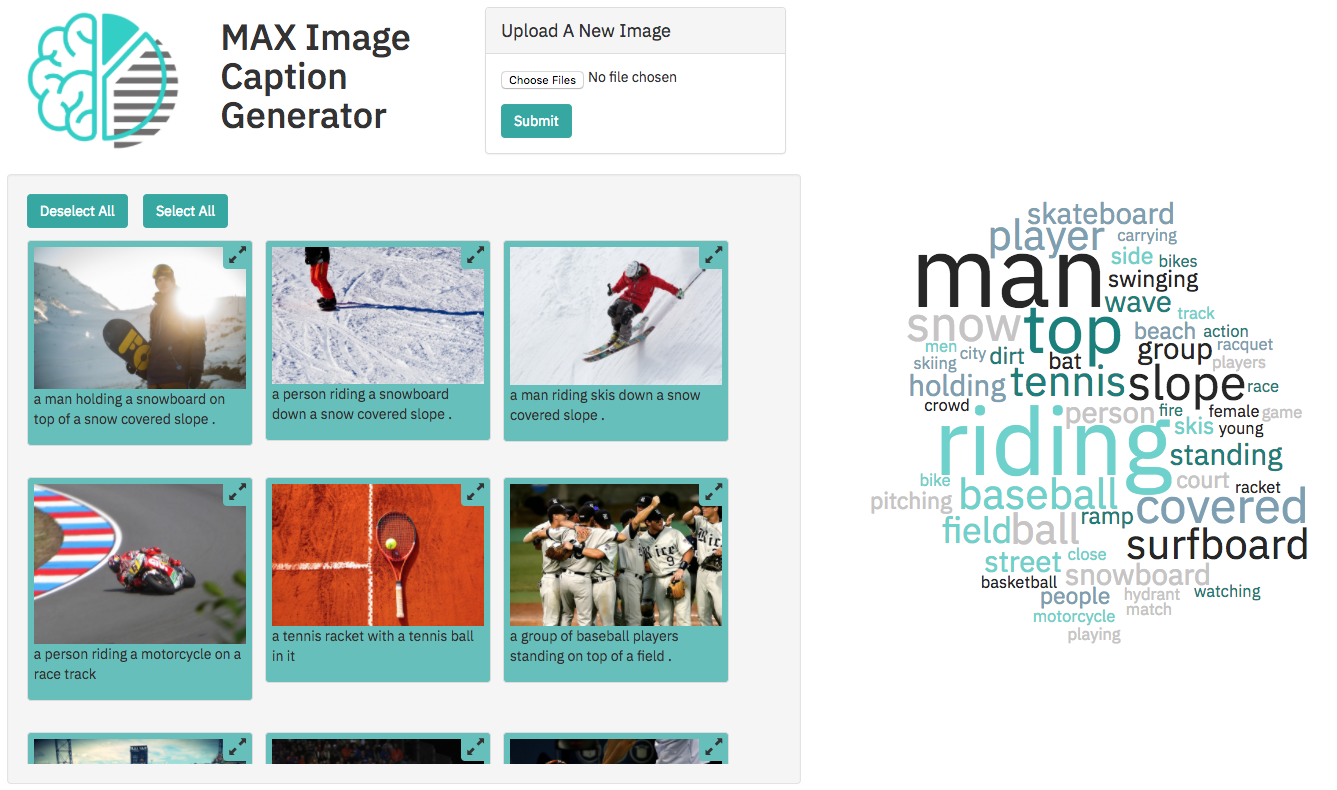 MAX Image
Caption
Generator
Upload A New Image
Choose Files No file chosen
Submit
Deselect All Select All
a man holding a snowboard on
top of a snow covered slope .
a person riding a snowboard
down a snow covered slope .
a man riding skis down a snow
covered slope .
a person riding a motorcycle on a
race track
a tennis racket with a tennis ball
in it
Rice
9
a group of baseball players
standing on top of a field .
skateboard
player
carrying
man
side
bikes
swinging
wave
snow
top
track
beach
action
men
city
dirt
bat
group
racquet
skiing
players
holding
tennis
slope
race
crowd
person
fire
female
game
riding
skis
young
standing
bike
court
racket
pitching
baseball
covered
field
ball
ramp
surfboard
street
close
snowboard
basketball
people
hydrant
watching
match
motorcycle
playing